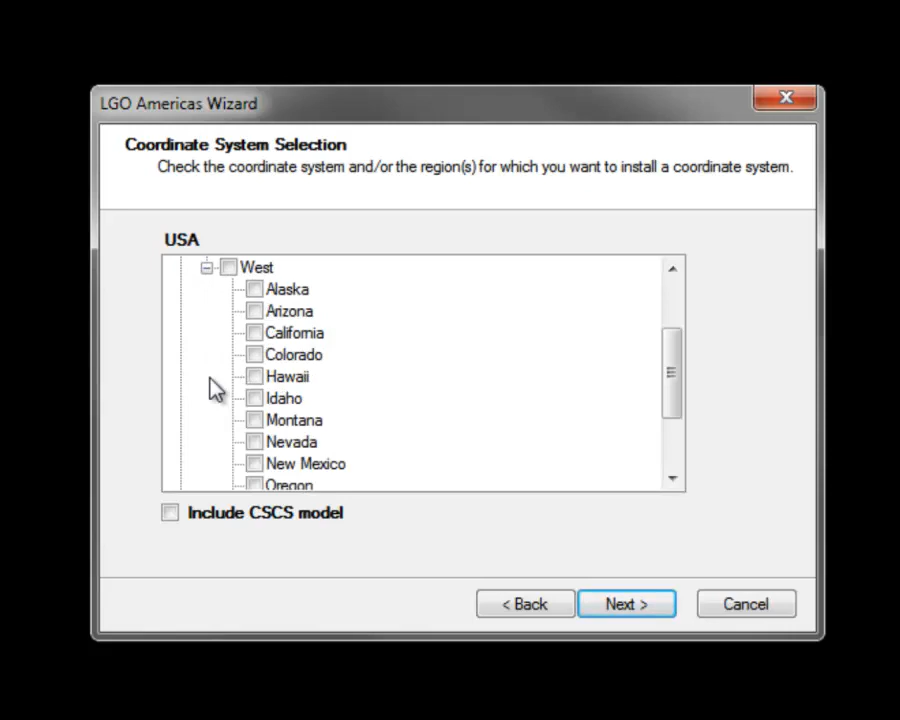 LGO Americas Wizard
Coordinate System Selection
Check the coordinate system and/or the region(s) for which you want to install a coordinate system.
USA
West
Alaska
Arizona
California
Colorado
Hawaii
Idaho
Montana
Nevada
New Mexico
Oregon
Include CSCS model
< Back
Next >
Cancel